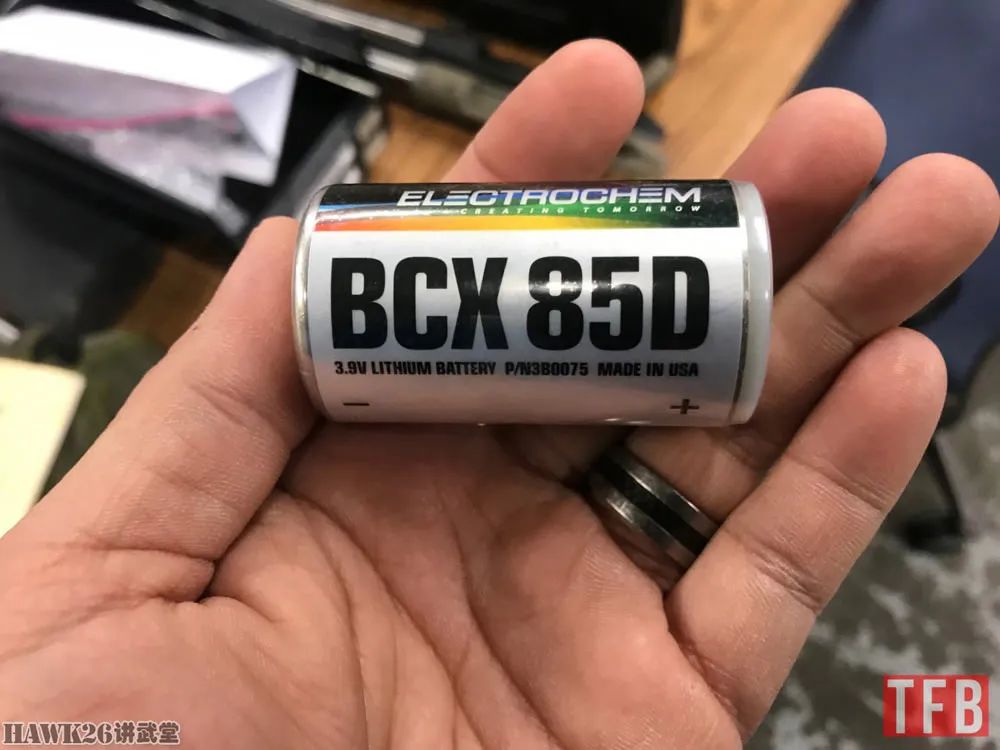 ELECTROCHEM
CREATING TOMORROW
BCX 85D
3.9V LITHIUM BATTERY P/N3B0075 MADE IN USA
- +
HAWK26讲武堂
TFB